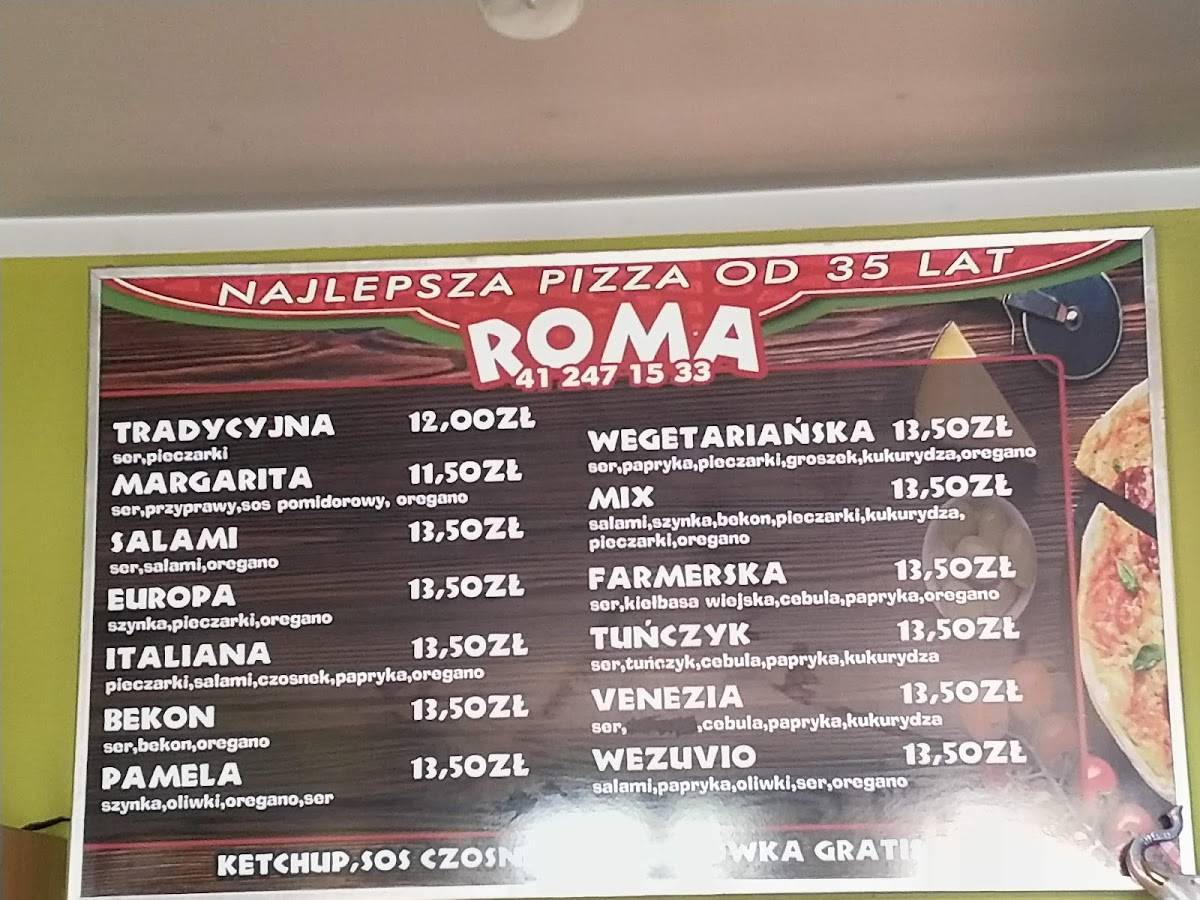 NAJLEPSZA PIZZA OD 35 LAT
ROMA
41 247 15 33
TRADYCYJNA 12,00ZŁ
ser,pieczarki
MARGARITA 11,50ZŁ
ser,przyprawy,sos pomidorowy, oregano
SALAMI 13,50ZŁ
ser,salami,oregano
EUROPA 13,50ZŁ
szynka,pieczarki,oregano
ITALIANA 13,50ZŁ
pieczarki,salami,czosnek,papryka,oregano
BEKON 13,50ZŁ
ser,bekon,oregano
PAMELA 13,50ZŁ
szynka,oliwki,oregano,ser
WEGETARIAŃSKA 13,50ZŁ
ser,papryka,pieczarki,groszek,kukurydza,oregano
MIX 13,50ZŁ
salami,szynka,bekon,pieczarki,kukurydza,
pieczarki,oregano
FARMERSKA 13,50ZŁ
ser,kiełbasa wiejska,cebula,papryka,oregano
TUŃCZYK 13,50ZŁ
ser,tuńczyk,cebula,papryka,kukurydza
VENEZIA 13,50ZŁ
ser, ,cebula,papryka,kukurydza
WEZUVIO 13,50ZŁ
salami,papryka,oliwki,ser,oregano
KETCHUP,SOS GRATIS